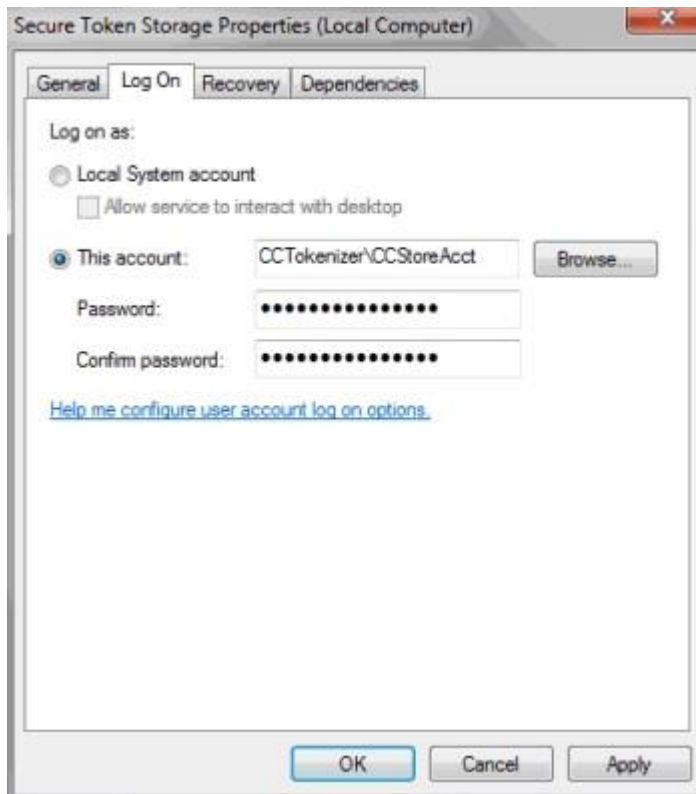 Secure Token Storage Properties (Local Computer)
General Log On Recovery Dependencies
Log on as:
Local System account
Allow service to interact with desktop
This account: CCTokenizer\CCStoreAcct Browse...
Password: ●●●●●●●●●●●●●●●
Confirm password: ●●●●●●●●●●●●●●●
Help me configure user account log on options.
OK Cancel Apply